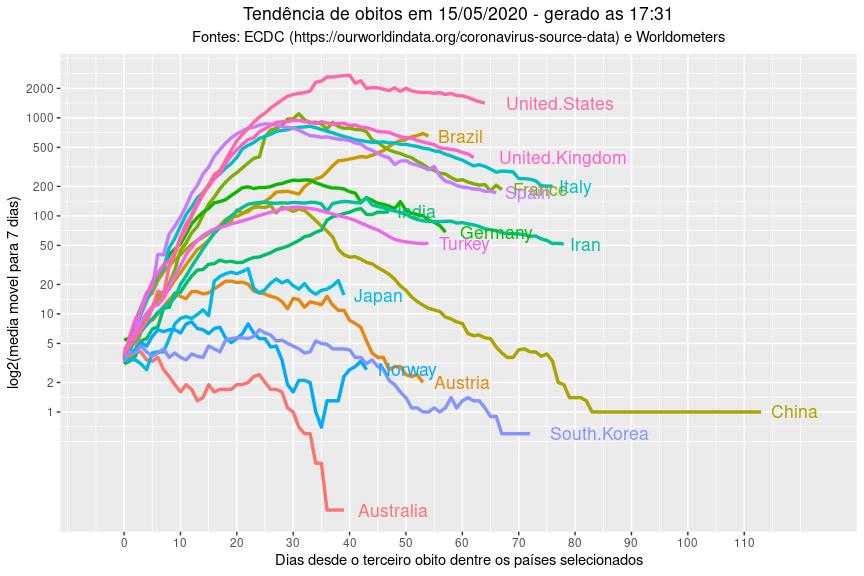 Tendência de obitos em 15/05/2020 - gerado as 17:31
Fontes: ECDC (https://ourworldindata.org/coronavirus-source-data) e Worldometers
log2(media movel para 7 dias)
2000
1000
500
200
100
50
20
10
5
2
1
United.States
Brazil
United.Kingdom
Italy
France
Spain
India
Germany
Turkey
Iran
Japan
Norway
Austria
China
South.Korea
Australia
0 10 20 30 40 50 60 70 80 90 100 110
Dias desde o terceiro obito dentre os países selecionados